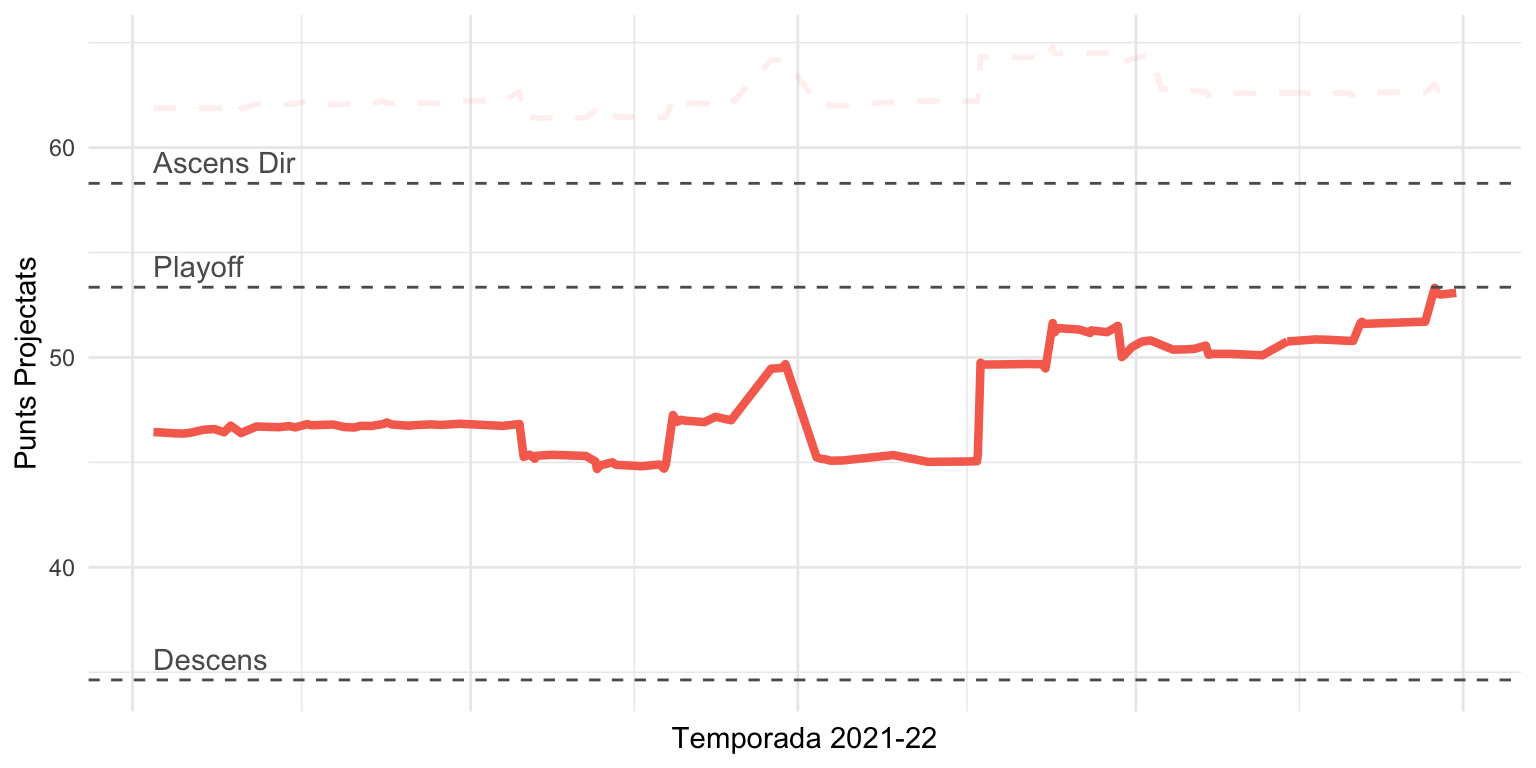 60
Ascens Dir
Playoff
50
40
Descens
Punts Projectats
Temporada 2021-22